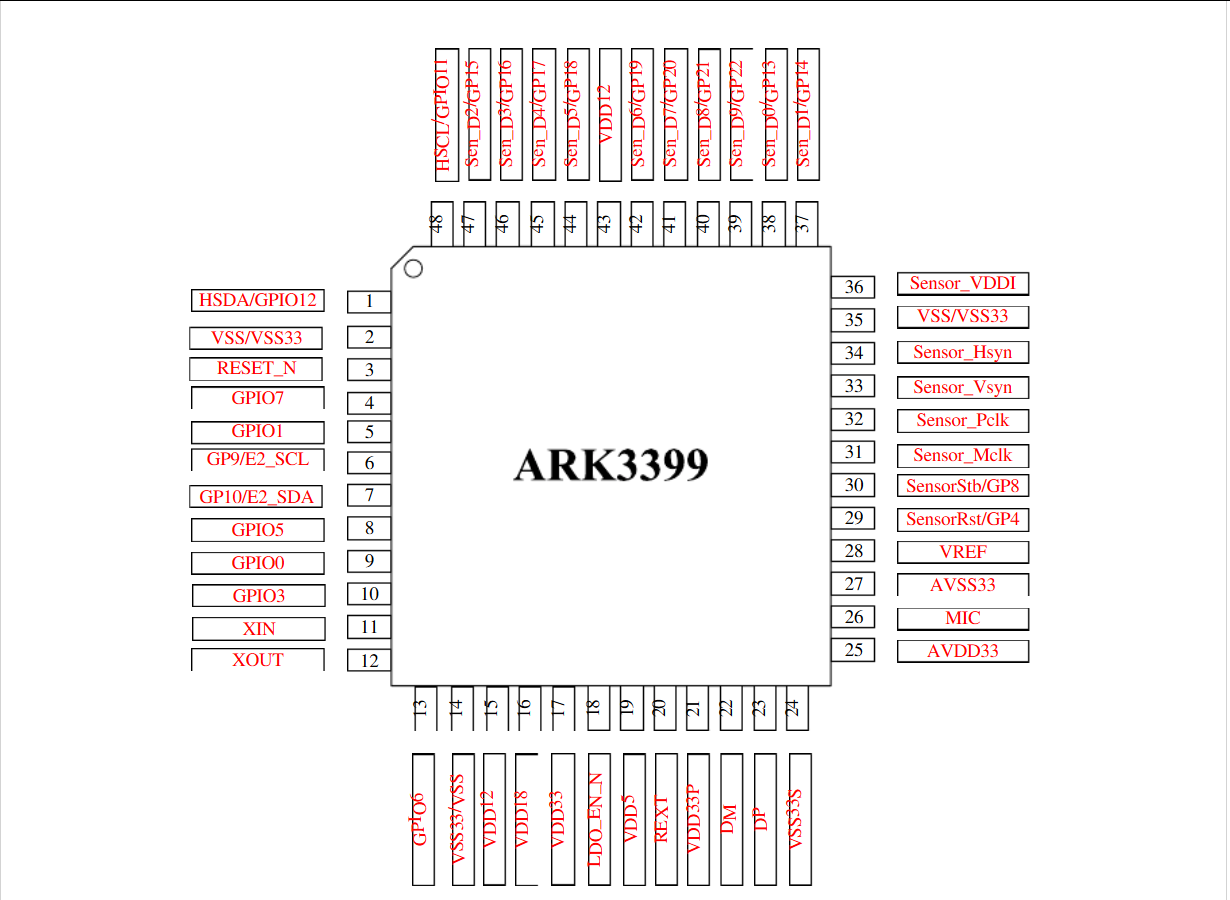 HSCL/GPIO11
Sen_D2/GP15
Sen_D3/GP16
Sen_D4/GP17
Sen_D5/GP18
VDD12
Sen_D6/GP19
Sen_D7/GP20
Sen_D8/GP21
Sen_D9/GP22
Sen_D0/GP13
Sen_D1/GP14
48
47
46
45
44
43
42
41
40
39
38
37
HSDA/GPIO12 1
VSS/VSS33 2
RESET_N 3
GPIO7 4
GPIO1 5
GP9/E2_SCL 6
GP10/E2_SDA 7
GPIO5 8
GPIO0 9
GPIO3 10
XIN 11
XOUT 12
ARK3399
36 Sensor_VDDI
35 VSS/VSS33
34 Sensor_Hsyn
33 Sensor_Vsyn
32 Sensor_Pclk
31 Sensor_Mclk
30 SensorStb/GP8
29 SensorRst/GP4
28 VREF
27 AVSS33
26 MIC
25 AVDD33
13
14
15
16
17
18
19
20
21
22
23
24
GPIO6
VSS33/VSS
VDD12
VDD18
VDD33
LDO_EN_N
VDD5
REXT
VDD33P
DM
DP
VSS33S